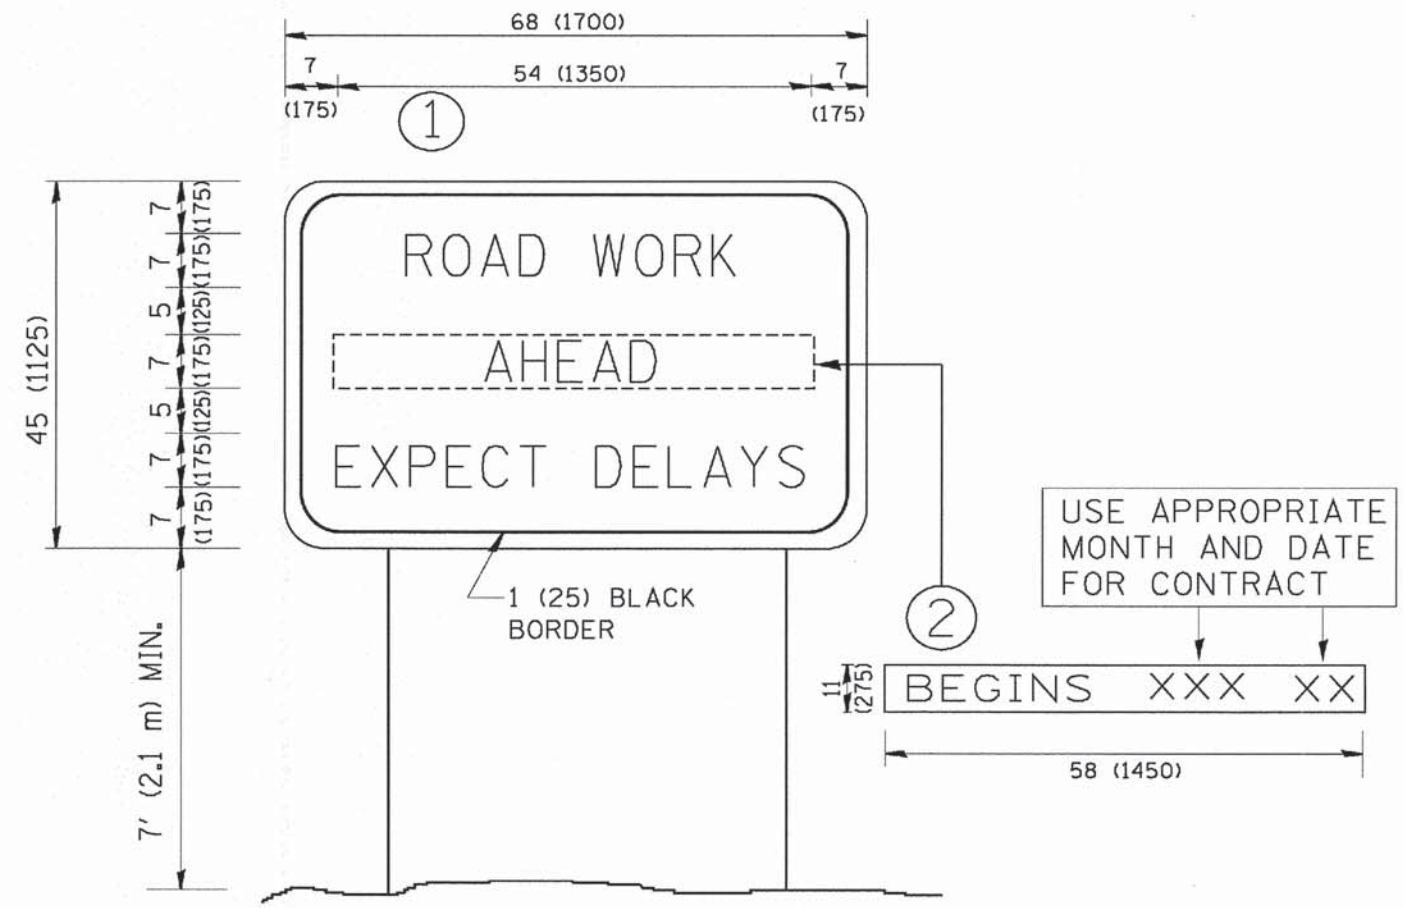 68 (1700)
7
54 (1350)
7
(175)
(175)
1
45 (1125)
7
(175)
7
(175)
5
(125)
7
(175)
5
(125)
7
(175)
7
(175)
ROAD WORK
AHEAD
EXPECT DELAYS
1 (25) BLACK
BORDER
7' (2.1 m) MIN.
2
USE APPROPRIATE
MONTH AND DATE
FOR CONTRACT
11
(275)
BEGINS XXX XX
58 (1450)